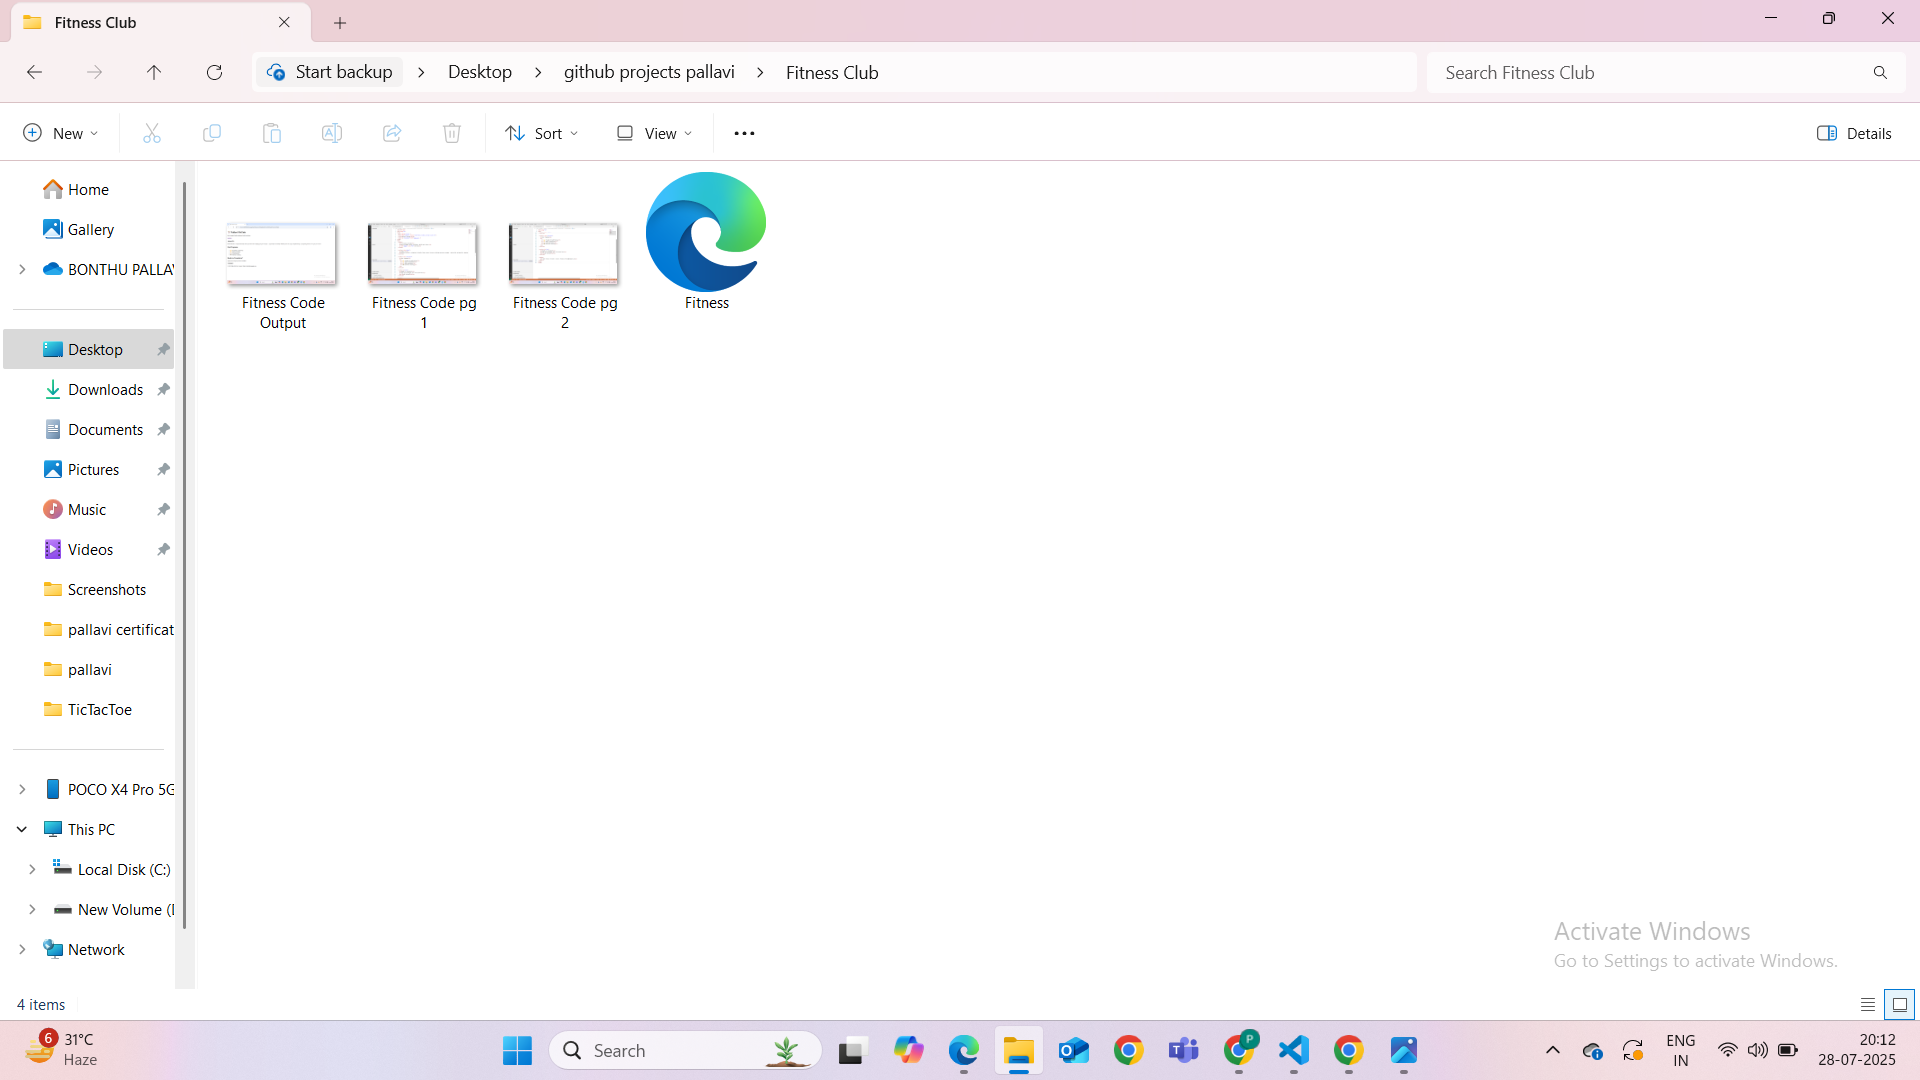 Fitness Club
Start backup > Desktop > github projects pallavi > Fitness Club
Search Fitness Club
New
Sort
View
Details
Home
Gallery
BONTHU PALLAV
Desktop
Downloads
Documents
Pictures
Music
Videos
Screenshots
pallavi certificat
pallavi
TicTacToe
POCO X4 Pro 5G
This PC
Local Disk (C:)
New Volume (
Network
Fitness Code
Output
Fitness Code pg
1
Fitness Code pg
2
Fitness
Activate Windows
Go to Settings to activate Windows.
4 items
6
31°C
Haze
Search
P
ENG
IN
20:12
28-07-2025